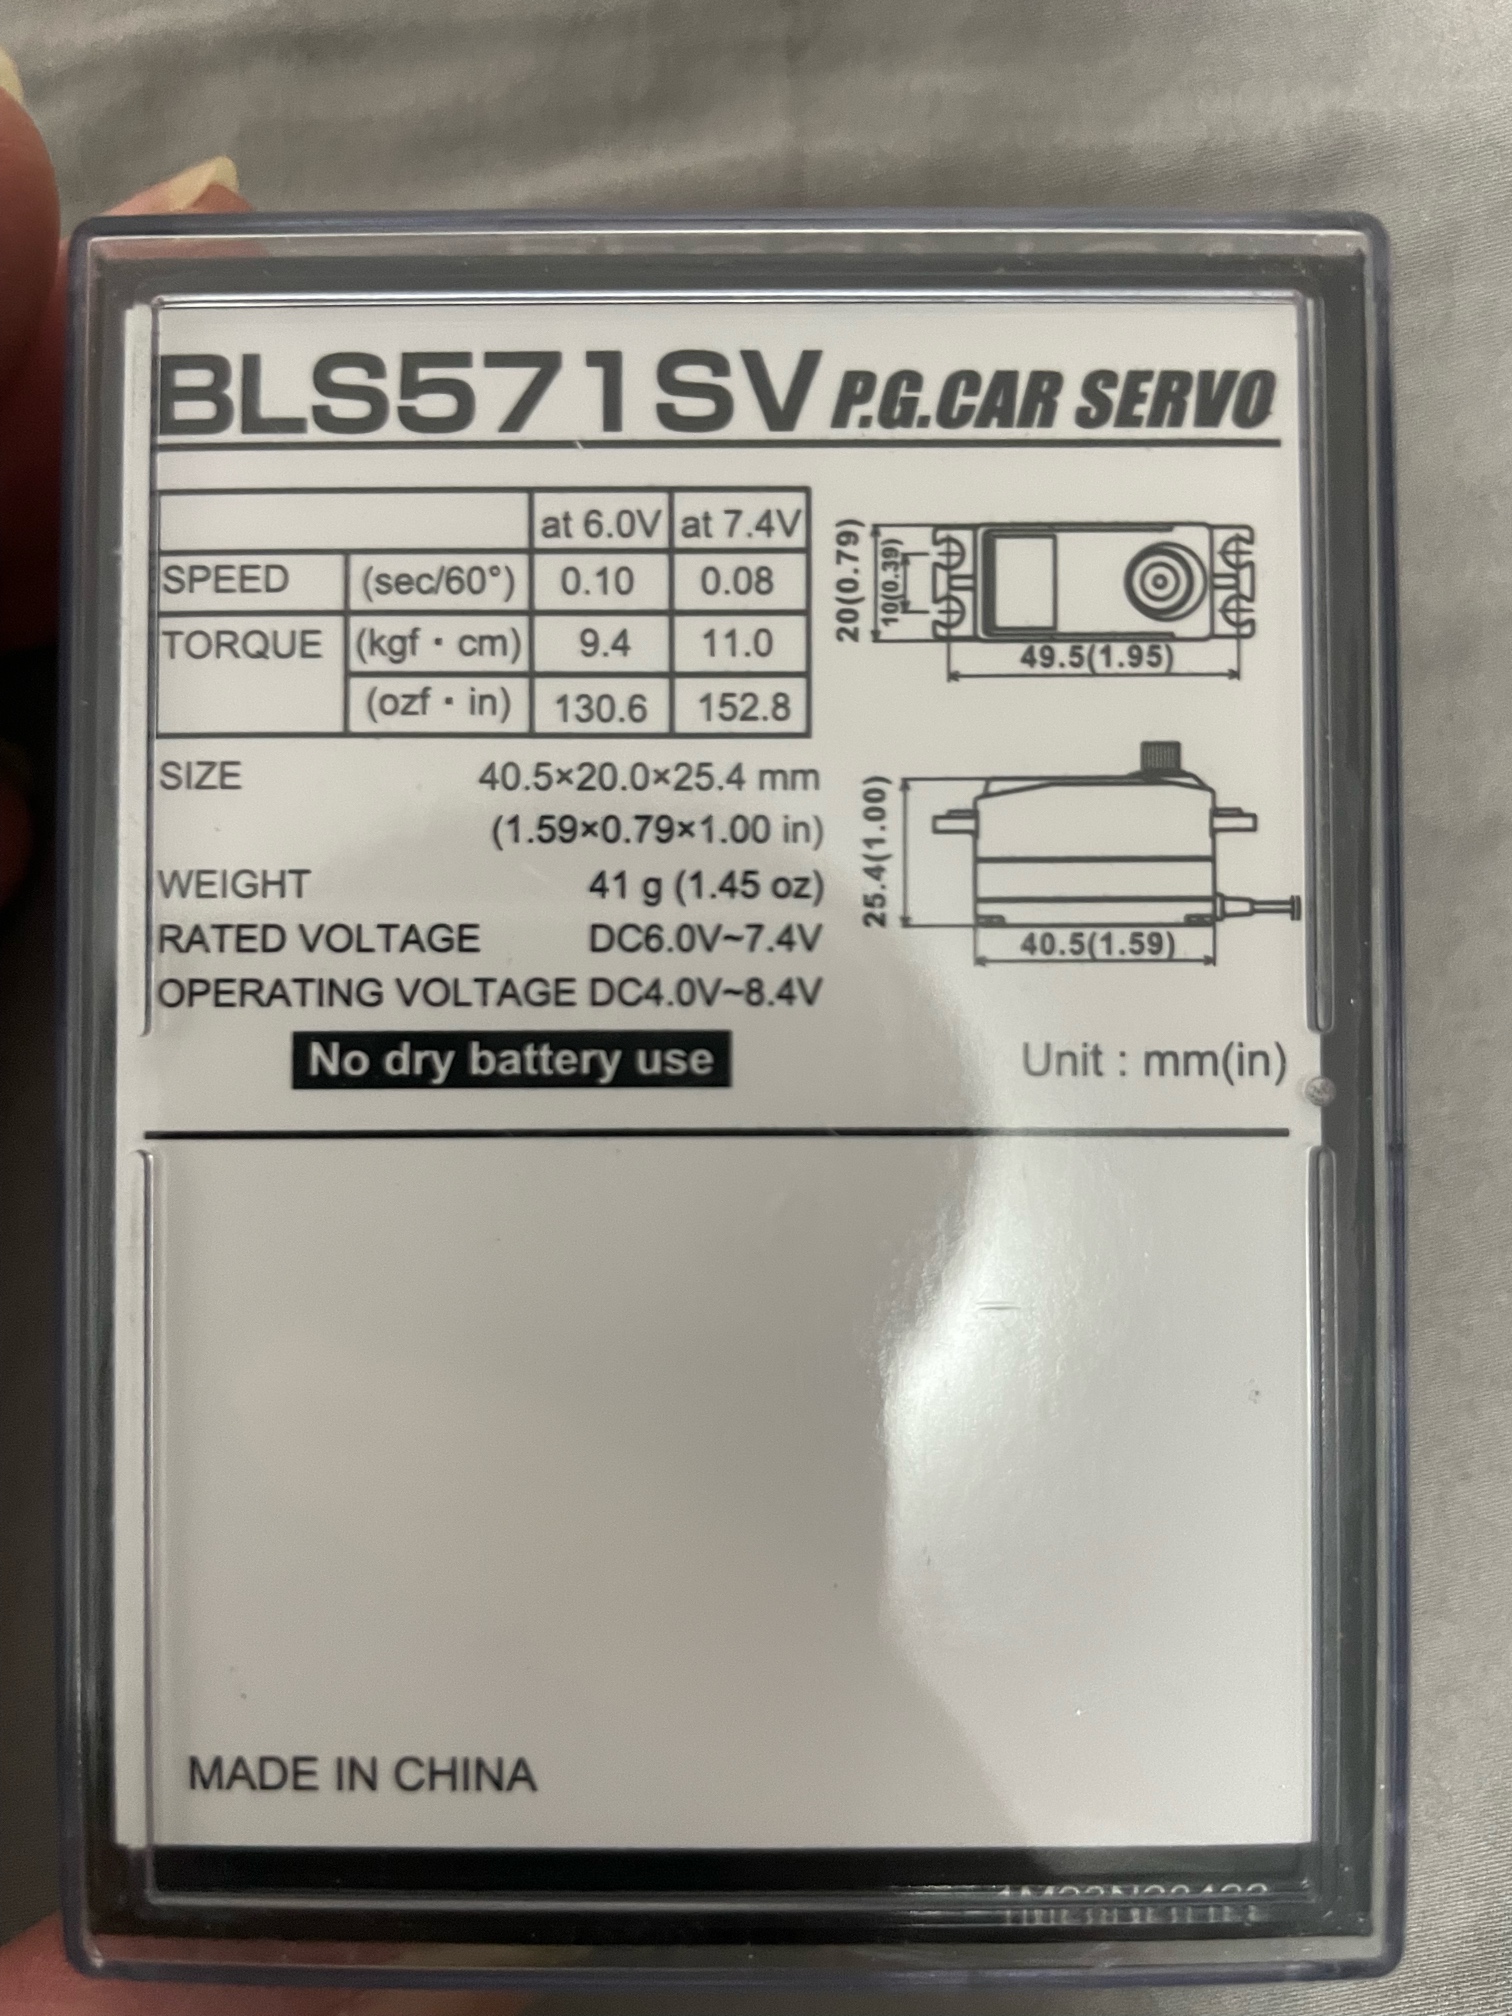 BLS571SV P.G.CAR SERVO
at 6.0V at 7.4V
SPEED (sec/60°) 0.10 0.08
TORQUE (kgf・cm) 9.4 11.0
(ozf・in) 130.6 152.8
SIZE 40.5×20.0×25.4 mm
(1.59×0.79×1.00 in)
WEIGHT 41 g (1.45 oz)
RATED VOLTAGE DC6.0V~7.4V
OPERATING VOLTAGE DC4.0V~8.4V
No dry battery use
20(0.79)
10(0.39)
49.5(1.95)
25.4(1.00)
40.5(1.59)
Unit : mm(in)
MADE IN CHINA